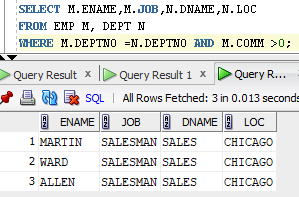 SELECT M.ENAME,M.JOB,N.DNAME,N.LOC
FROM EMP M, DEPT N
WHERE M.DEPTNO =N.DEPTNO AND M.COMM >0;
Query Result x Query Result 1 x Query R...
SQL | All Rows Fetched: 3 in 0.013 seconds
ENAME JOB DNAME LOC
1 MARTIN SALESMAN SALES CHICAGO
2 WARD SALESMAN SALES CHICAGO
3 ALLEN SALESMAN SALES CHICAGO